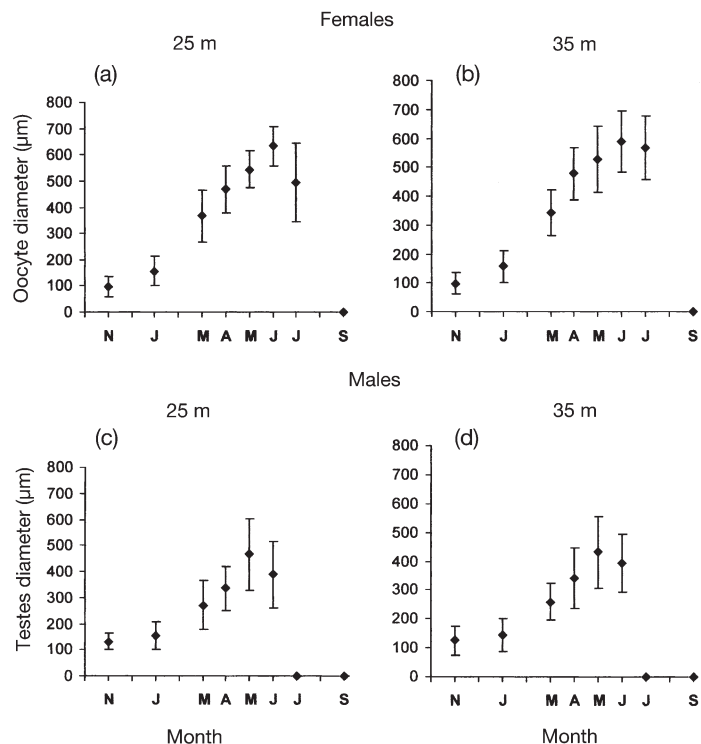 Females
25 m
35 m
(a)
(b)
Oocyte diameter (µm)
800
700
600
500
400
300
200
100
0
N J M A M J J S
800
700
600
500
400
300
200
100
0
N J M A M J J S
Males
25 m
35 m
(c)
(d)
Testes diameter (µm)
800
700
600
500
400
300
200
100
0
N J M A M J J S
800
700
600
500
400
300
200
100
0
N J M A M J J S
Month
Month